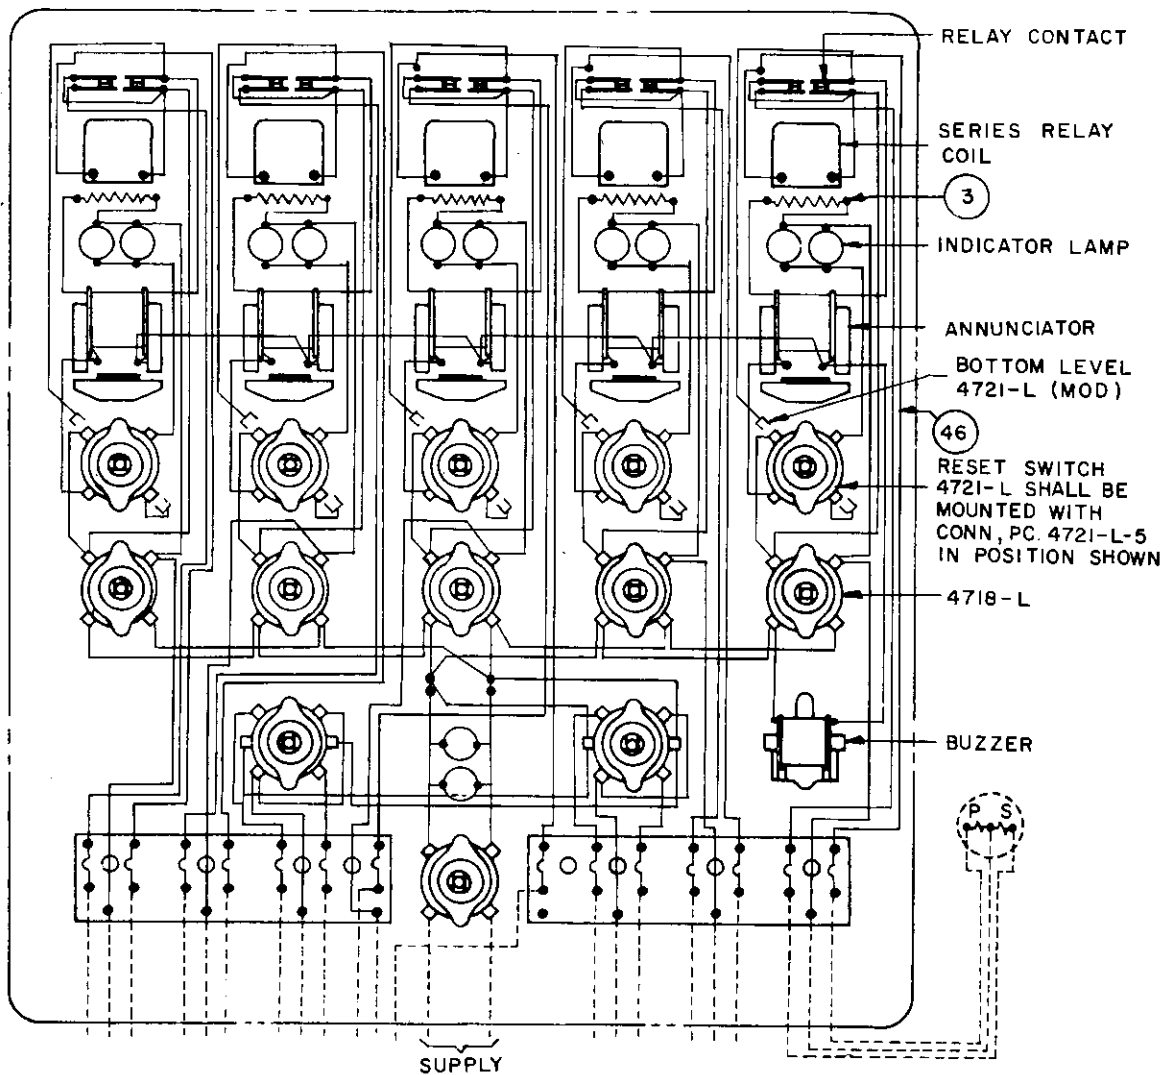 RELAY CONTACT
SERIES RELAY
COIL
3
INDICATOR LAMP
ANNUNCIATOR
BOTTOM LEVEL
4721-L (MOD)
46
RESET SWITCH
4721-L SHALL BE
MOUNTED WITH
CONN, PC. 4721-L-5
IN POSITION SHOWN
4718-L
BUZZER
P S
SUPPLY